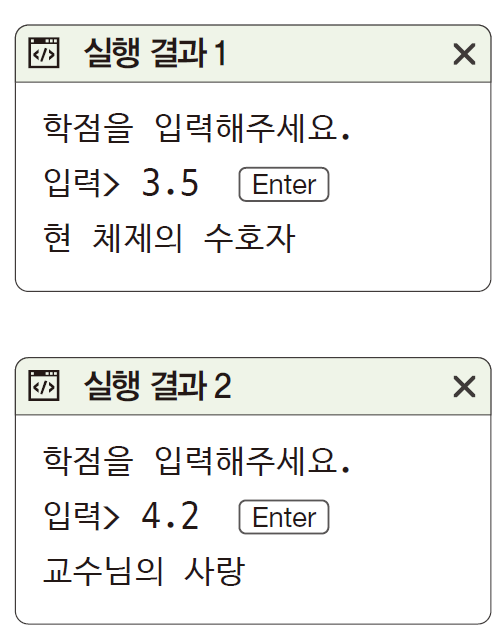 </> 실행 결과 1 ×
학점을 입력해주세요.
입력> 3.5 Enter
현 체제의 수호자
</> 실행 결과 2 ×
학점을 입력해주세요.
입력> 4.2 Enter
교수님의 사랑